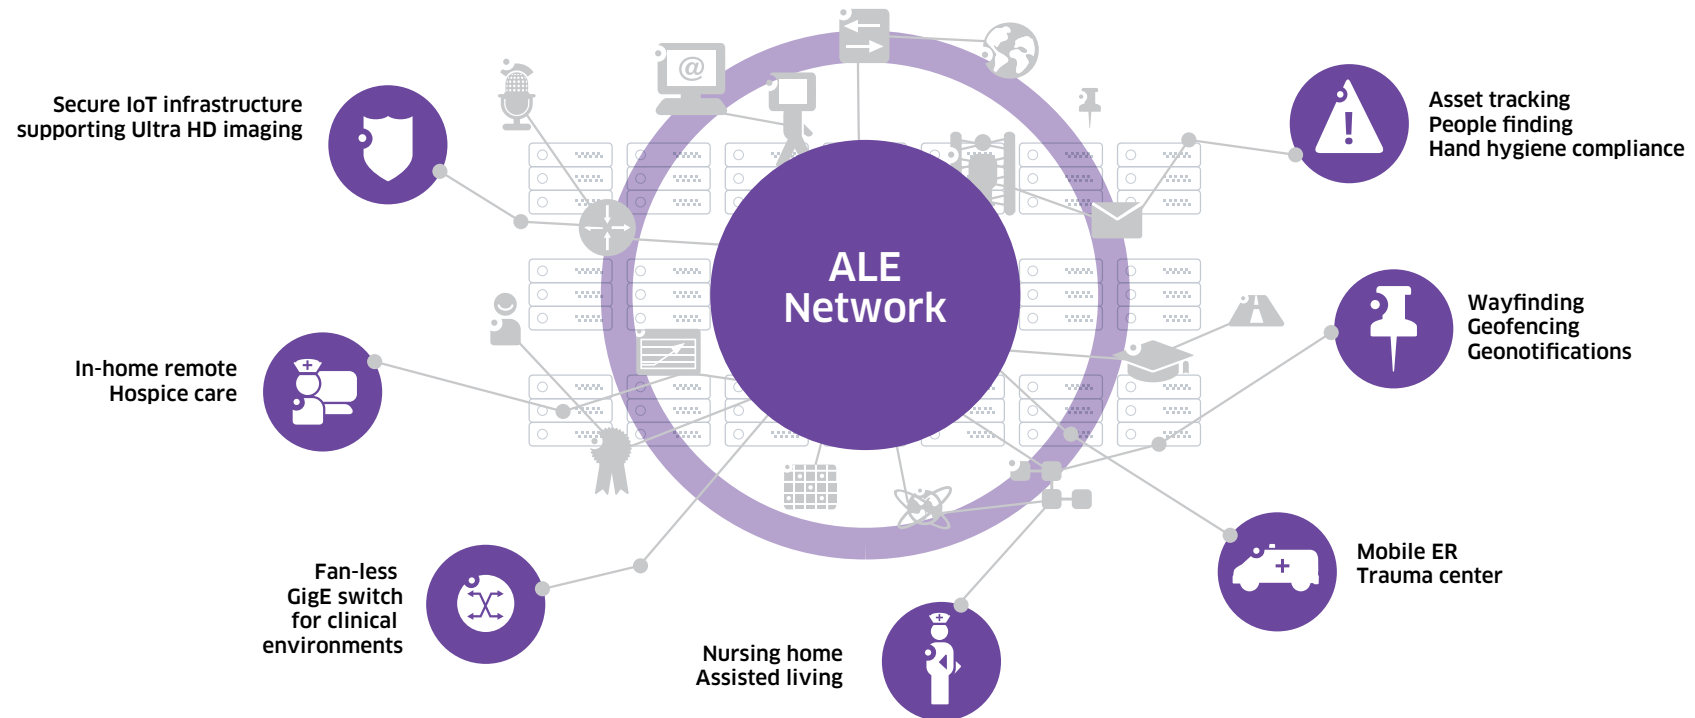 Secure IoT infrastructure
supporting Ultra HD imaging
@
Asset tracking
People finding
Hand hygiene compliance
ALE
Network
Wayfinding
Geofencing
Geonotifications
In-home remote
Hospice care
Fan-less
GigE switch
for clinical
environments
Mobile ER
Trauma center
Nursing home
Assisted living